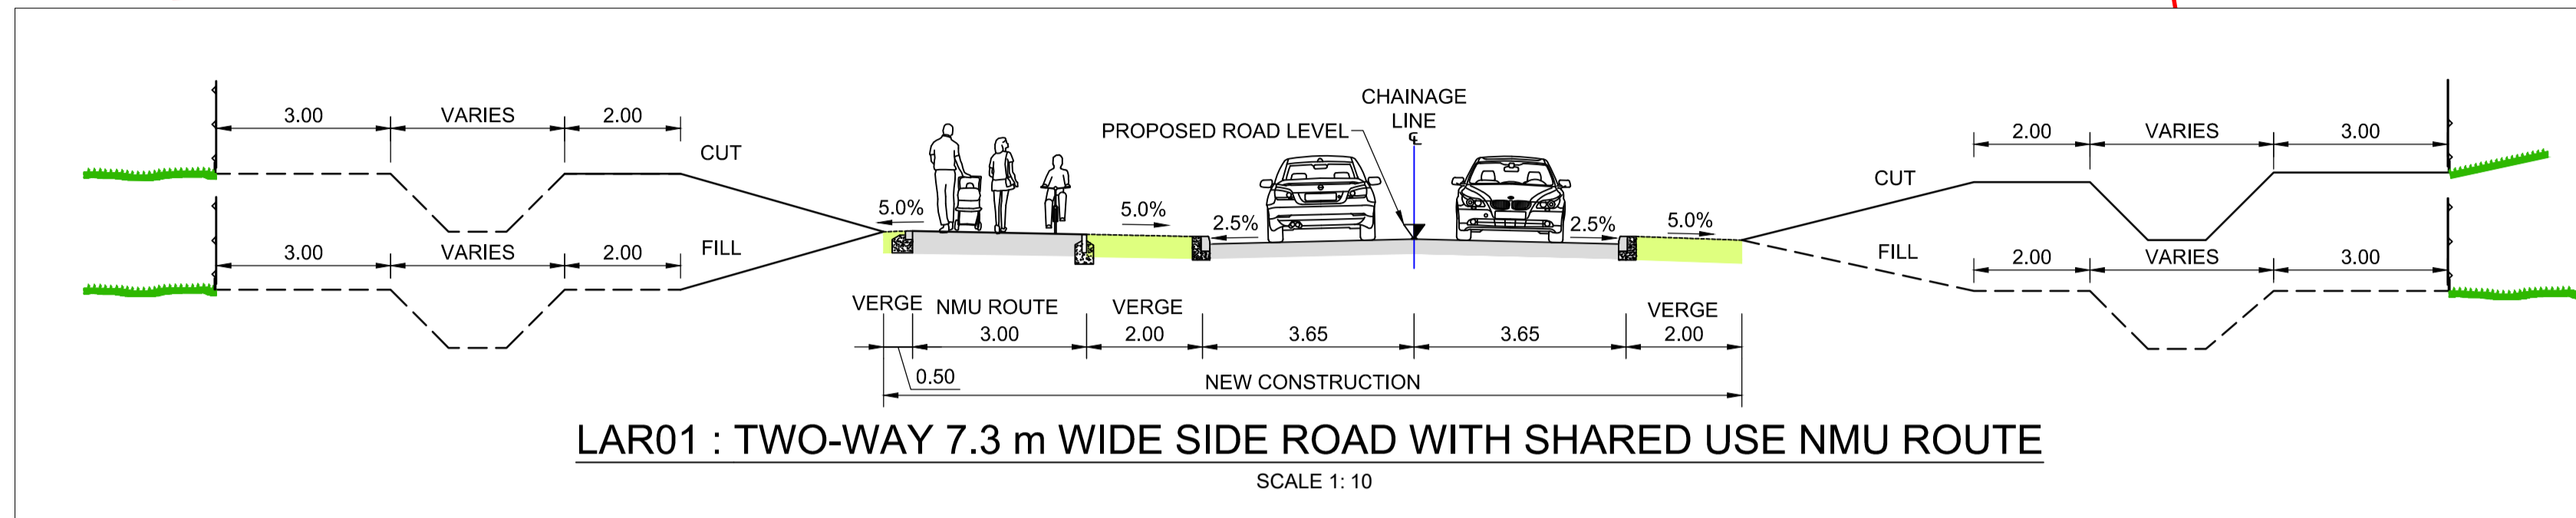 CHAINAGE
LINE
℄
PROPOSED ROAD LEVEL
3.00 VARIES 2.00
2.00 VARIES 3.00
CUT
CUT
5.0% 5.0% 2.5% 2.5% 5.0%
FILL
FILL
3.00 VARIES 2.00
2.00 VARIES 3.00
VERGE NMU ROUTE VERGE VERGE
3.00 2.00 3.65 3.65 2.00
0.50
NEW CONSTRUCTION
LAR01 : TWO-WAY 7.3 m WIDE SIDE ROAD WITH SHARED USE NMU ROUTE
SCALE 1: 10